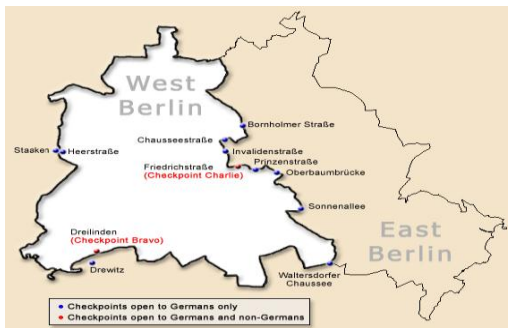 West
Berlin
Bornholmer Straße
Chausseestraße
Staaken
Heerstraße
Invalidenstraße
Friedrichstraße
(Checkpoint Charlie)
Prinzenstraße
Oberbaumbrücke
Sonnenallee
Dreilinden
(Checkpoint Bravo)
East
Berlin
Drewitz
Waltersdorfer
Chaussee
Checkpoints open to Germans only
Checkpoints open to Germans and non-Germans